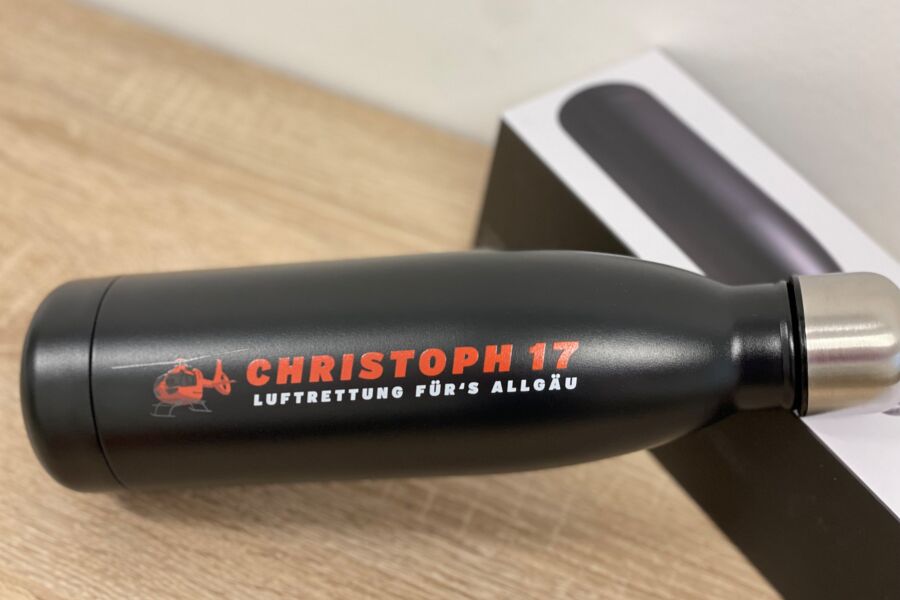 CHRISTOPH 17
LUFTRETTUNG FÜR'S ALLGÄU